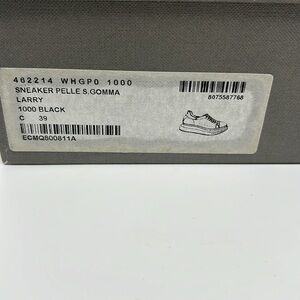 462214 WHGP0 1000
SNEAKER PELLE S.GOMMA
LARRY
1000 BLACK
C 39
8075587768
ECMQ500811A